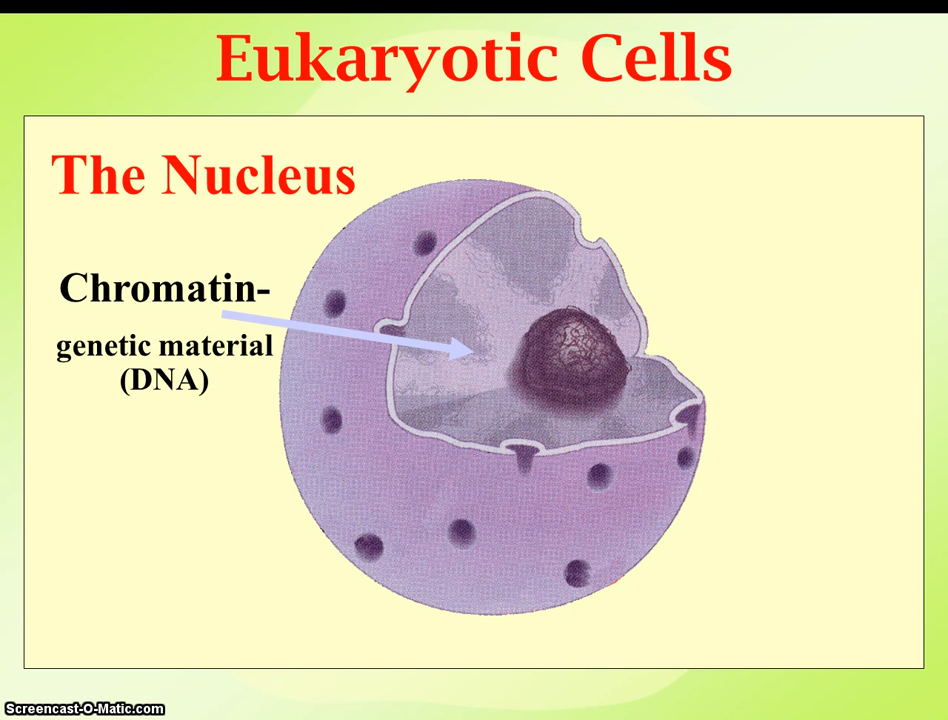 Eukaryotic Cells
The Nucleus
Chromatin-
genetic material
(DNA)
Screencast-O-Matic.com